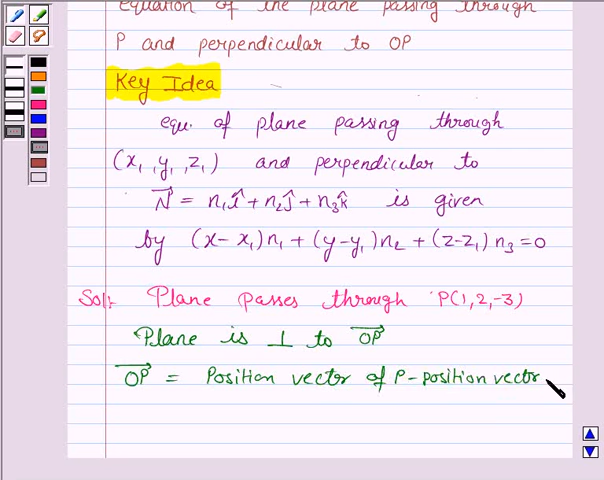 equation of the plane passing through
P and perpendicular to OP
Key Idea
equ. of plane passing through
(x₁, y₁, z₁) and perpendicular to
N⃗ = n₁î + n₂ĵ + n₃k̂ is given
by (x - x₁)n₁ + (y - y₁)n₂ + (z - z₁)n₃ = 0
Sol: Plane passes through P(1, 2, -3)
Plane is ⊥ to OP⃗
OP⃗ = Position vector of P - position vector